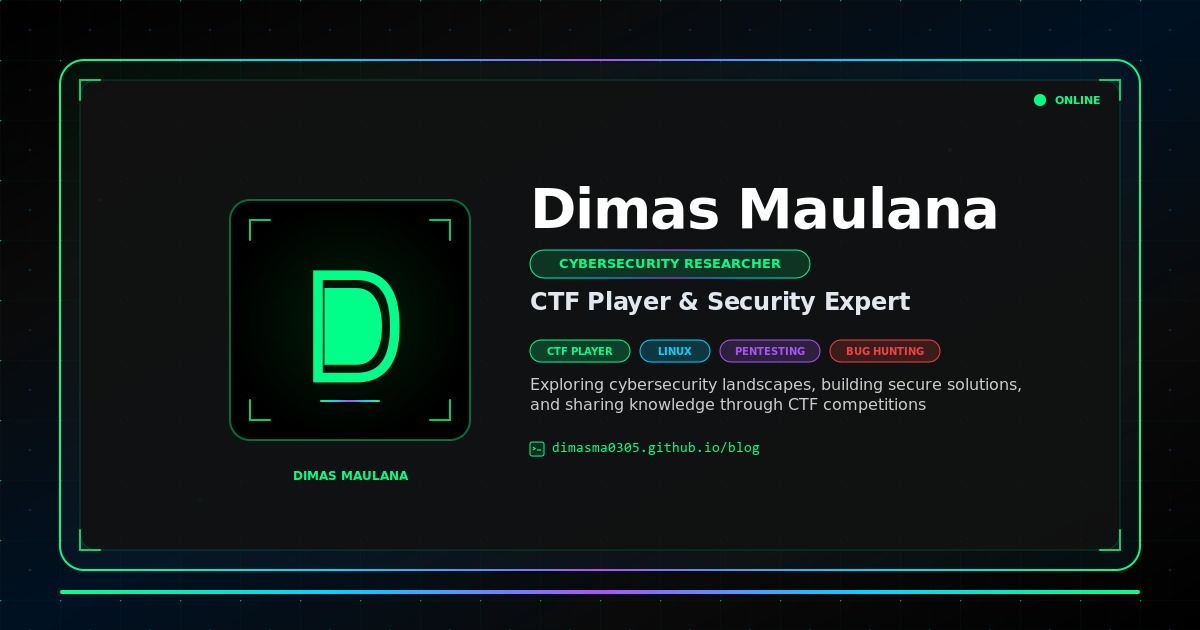 ONLINE
D
DIMAS MAULANA
Dimas Maulana
CYBERSECURITY RESEARCHER
CTF Player & Security Expert
CTF PLAYER LINUX PENTESTING BUG HUNTING
Exploring cybersecurity landscapes, building secure solutions,
and sharing knowledge through CTF competitions
dimasma0305.github.io/blog